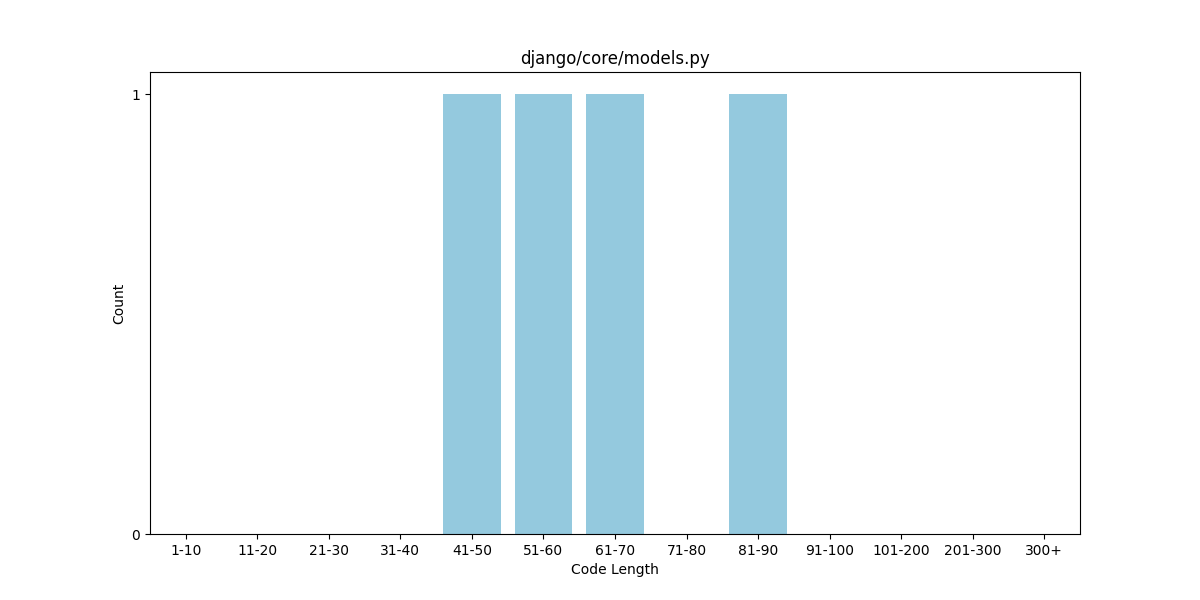 django/core/models.py
1
Count
0
1-10 11-20 21-30 31-40 41-50 51-60 61-70 71-80 81-90 91-100 101-200 201-300 300+
Code Length